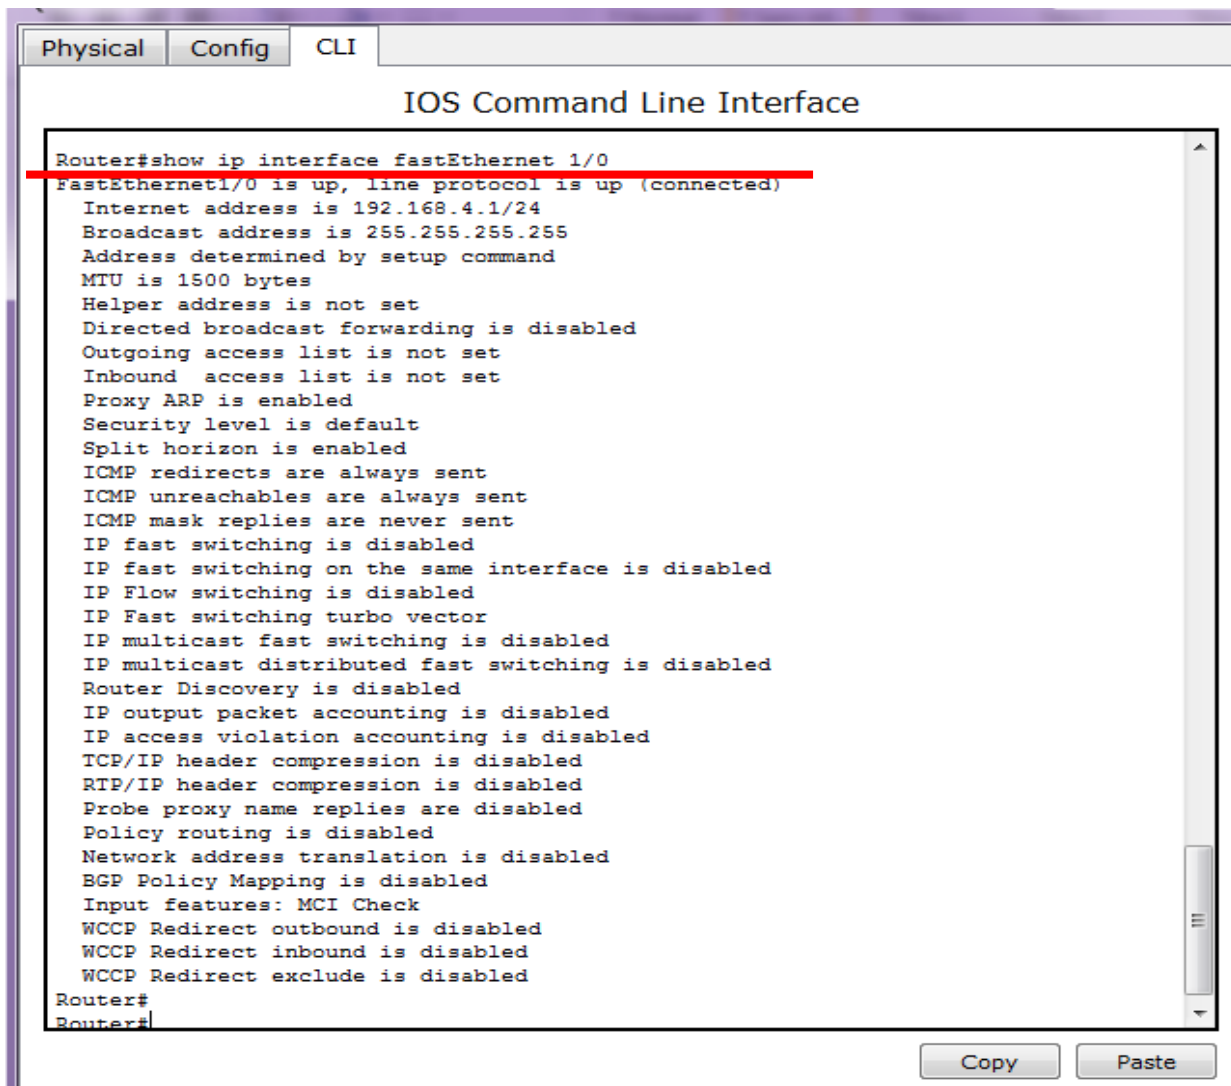 Physical Config CLI
IOS Command Line Interface
Router#show ip interface fastEthernet 1/0
FastEthernet1/0 is up, line protocol is up (connected)
Internet address is 192.168.4.1/24
Broadcast address is 255.255.255.255
Address determined by setup command
MTU is 1500 bytes
Helper address is not set
Directed broadcast forwarding is disabled
Outgoing access list is not set
Inbound  access list is not set
Proxy ARP is enabled
Security level is default
Split horizon is enabled
ICMP redirects are always sent
ICMP unreachables are always sent
ICMP mask replies are never sent
IP fast switching is disabled
IP fast switching on the same interface is disabled
IP Flow switching is disabled
IP Fast switching turbo vector
IP multicast fast switching is disabled
IP multicast distributed fast switching is disabled
Router Discovery is disabled
IP output packet accounting is disabled
IP access violation accounting is disabled
TCP/IP header compression is disabled
RTP/IP header compression is disabled
Probe proxy name replies are disabled
Policy routing is disabled
Network address translation is disabled
BGP Policy Mapping is disabled
Input features: MCI Check
WCCP Redirect outbound is disabled
WCCP Redirect inbound is disabled
WCCP Redirect exclude is disabled
Router#
Router#
Copy Paste